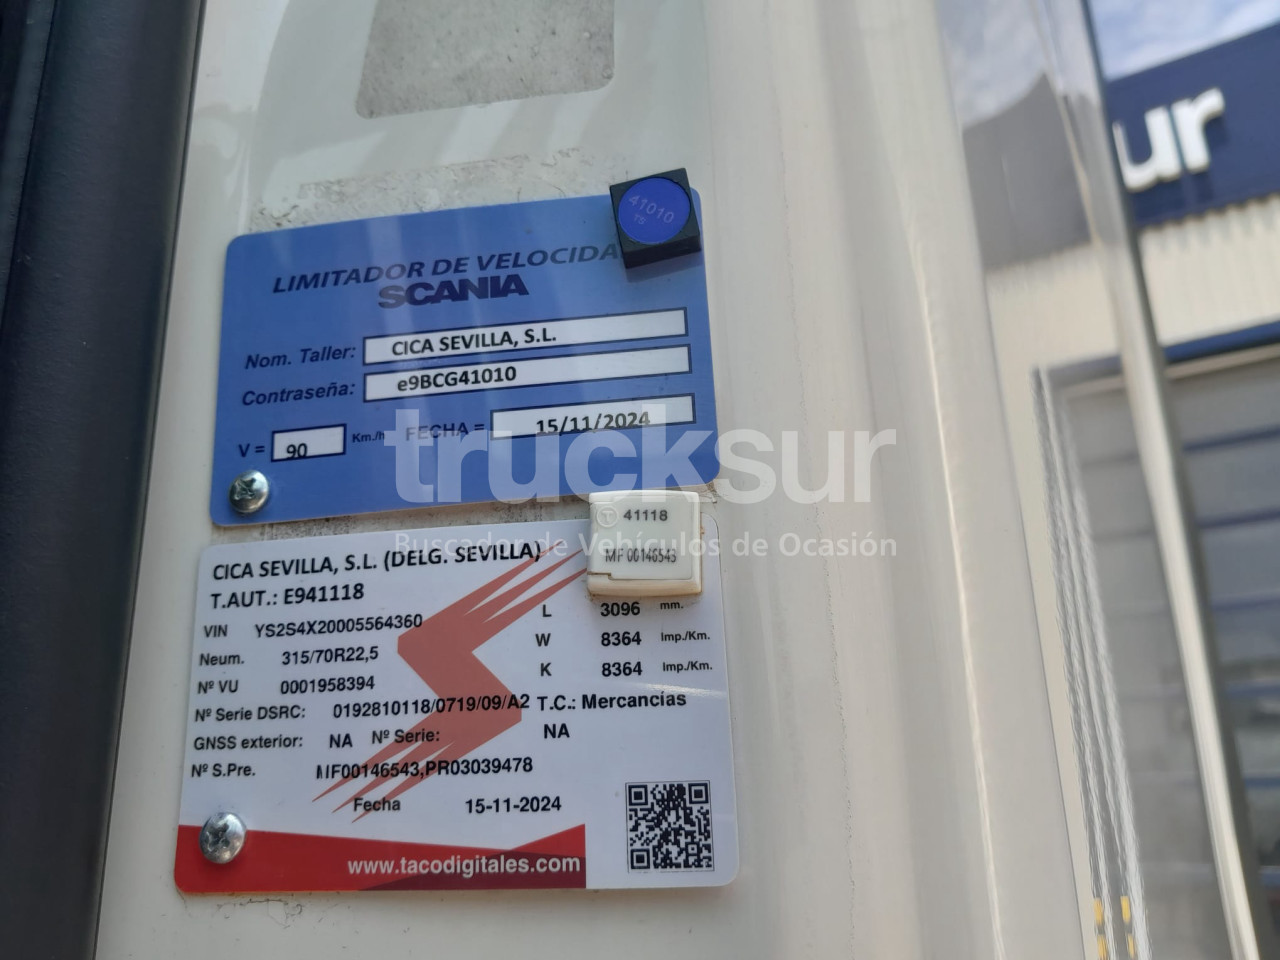 ur
41010
T5
LIMITADOR DE VELOCIDA
SCANIA
Nom. Taller: CICA SEVILLA, S.L.
Contraseña: e9BCG41010
V = 90 Km./h FECHA = 15/11/2024
trucksur
Buscador de Vehículos de Ocasión
T 41118
MF 00146543
CICA SEVILLA, S.L. (DELG. SEVILLA)
T.AUT.: E941118
VIN YS2S4X20005564360
Neum. 315/70R22,5
Nº VU 0001958394
L 3096 mm.
W 8364 Imp./Km.
K 8364 Imp./Km.
Nº Serie DSRC: 0192810118/0719/09/A2 T.C.: Mercancías
GNSS exterior: NA Nº Serie: NA
Nº S.Pre. MF00146543,PR03039478
Fecha 15-11-2024
www.tacodigitales.com